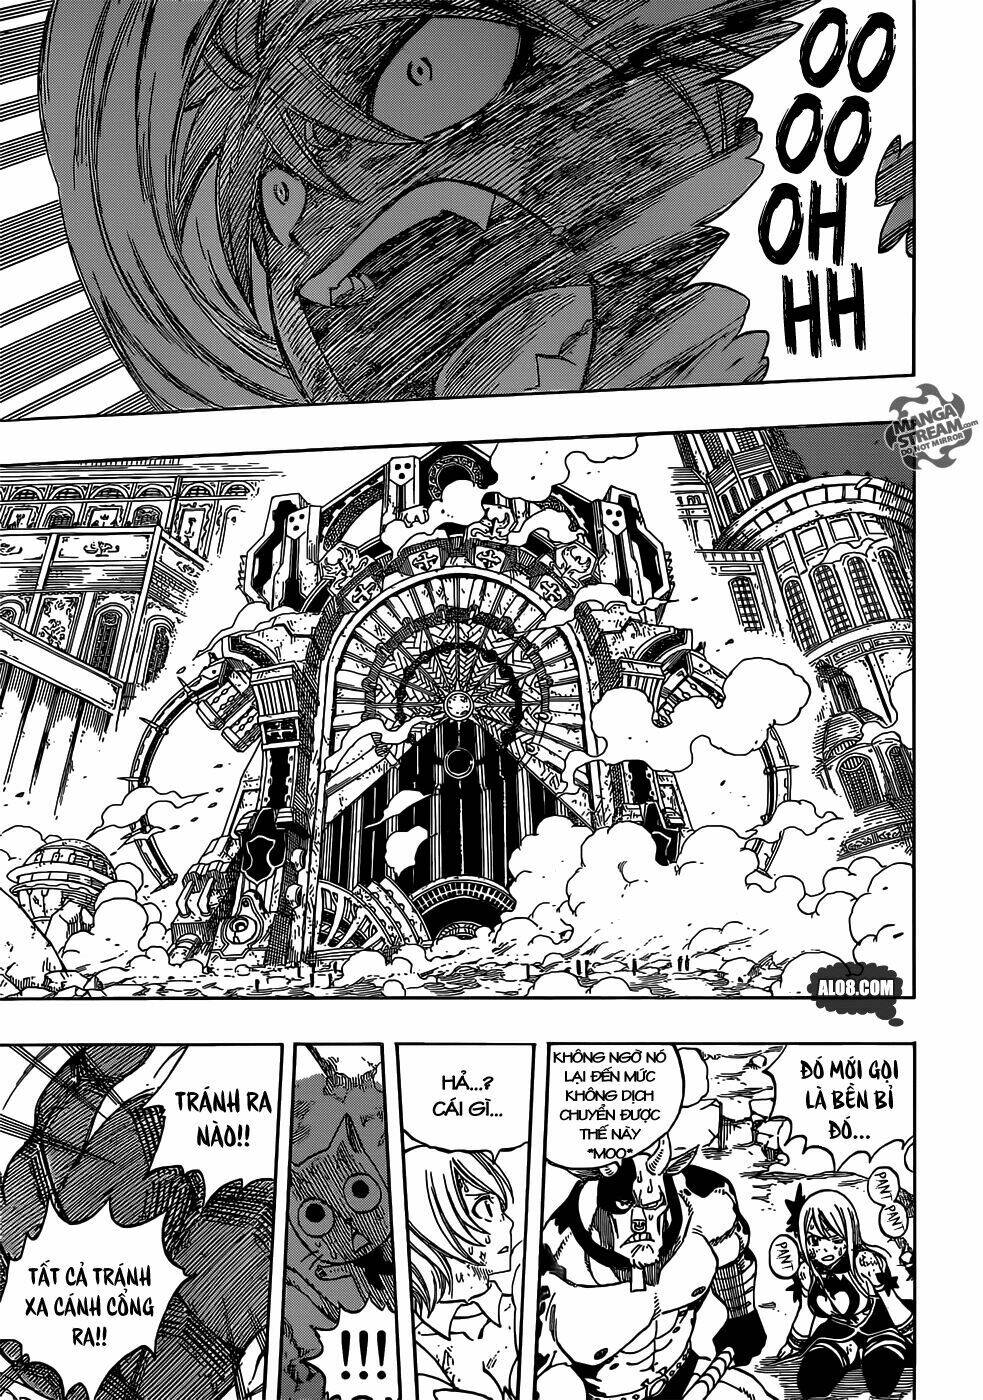 OO
OO
OH
HH
MANGA
STREAM.com
DO NOT MIRROR
ALO8.COM
ĐÓ MỚI GỌI
LÀ BỀN BỈ
ĐÓ...
PANT
PANT
PANT
KHÔNG NGỜ NÓ
LẠI ĐẾN MỨC
KHÔNG DỊCH
CHUYỂN ĐƯỢC
THẾ NÀY
"MOO"
HẢ...?
CÁI GÌ...
!!!
TRÁNH RA
NÀO!!
TẤT CẢ TRÁNH
XA CÁNH CỔNG
RA!!